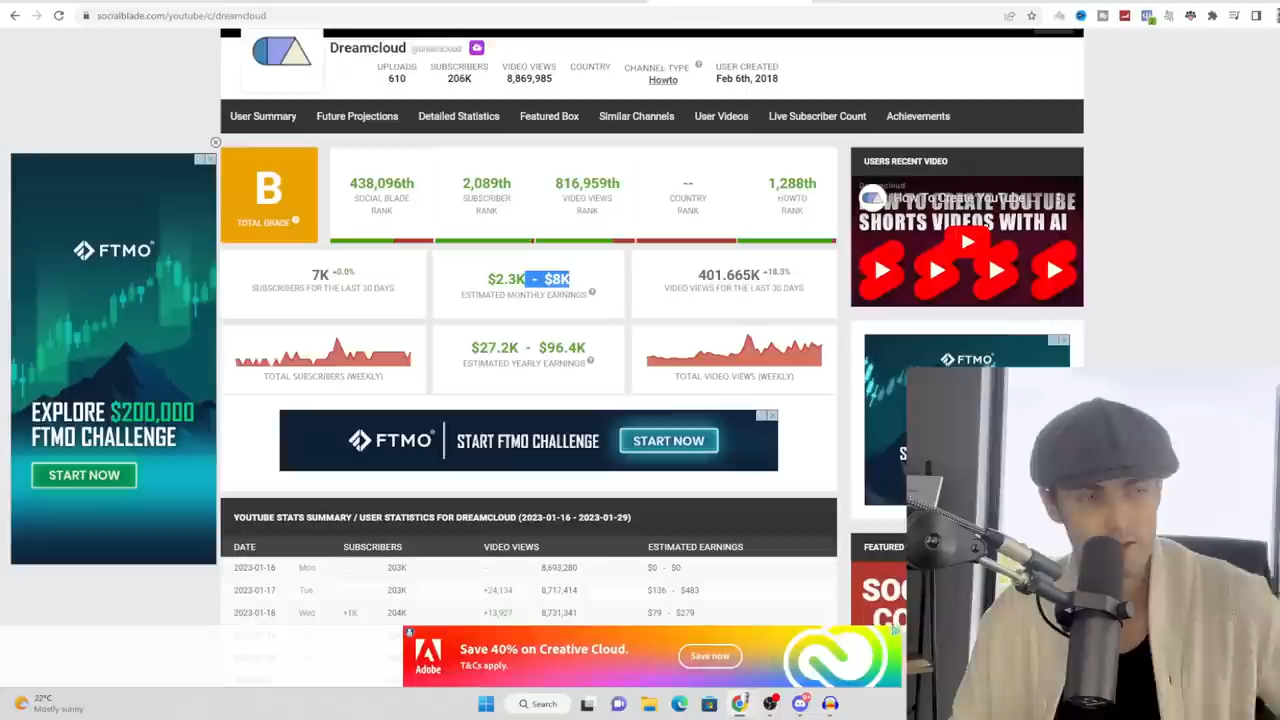 socialblade.com/youtube/c/dreamcloud
Dreamcloud @dreamcloud
UPLOADS
610
SUBSCRIBERS
206K
VIDEO VIEWS
8,869,985
COUNTRY
CHANNEL TYPE
Howto
USER CREATED
Feb 6th, 2018
User Summary Future Projections Detailed Statistics Featured Box Similar Channels User Videos Live Subscriber Count Achievements
B
TOTAL GRADE
438,096th
SOCIAL BLADE
RANK
2,089th
SUBSCRIBER
RANK
816,959th
VIDEO VIEWS
RANK
--
COUNTRY
RANK
1,288th
HOWTO
RANK
7K +0.0%
SUBSCRIBERS FOR THE LAST 30 DAYS
$2.3K - $8K
ESTIMATED MONTHLY EARNINGS
401.665K +18.3%
VIDEO VIEWS FOR THE LAST 30 DAYS
TOTAL SUBSCRIBERS (WEEKLY)
$27.2K - $96.4K
ESTIMATED YEARLY EARNINGS
TOTAL VIDEO VIEWS (WEEKLY)
USERS RECENT VIDEO
Dreamcloud
How To Create YouTube
SHORTS VIDEOS WITH AI
FTMO
EXPLORE $200,000
FTMO CHALLENGE
START NOW
FTMO
START FTMO CHALLENGE
START NOW
FTMO
YOUTUBE STATS SUMMARY / USER STATISTICS FOR DREAMCLOUD (2023-01-16 - 2023-01-29)
DATE SUBSCRIBERS VIDEO VIEWS ESTIMATED EARNINGS
2023-01-16 Mon -- 203K -- 8,693,280 $0 - $0
2023-01-17 Tue -- 203K +24,134 8,717,414 $136 - $483
2023-01-18 Wed +1K 204K +13,927 8,731,341 $79 - $279
FEATURED
SO
CO
Adobe
Save 40% on Creative Cloud.
T&Cs apply.
Save now
22°C
Mostly sunny
Search